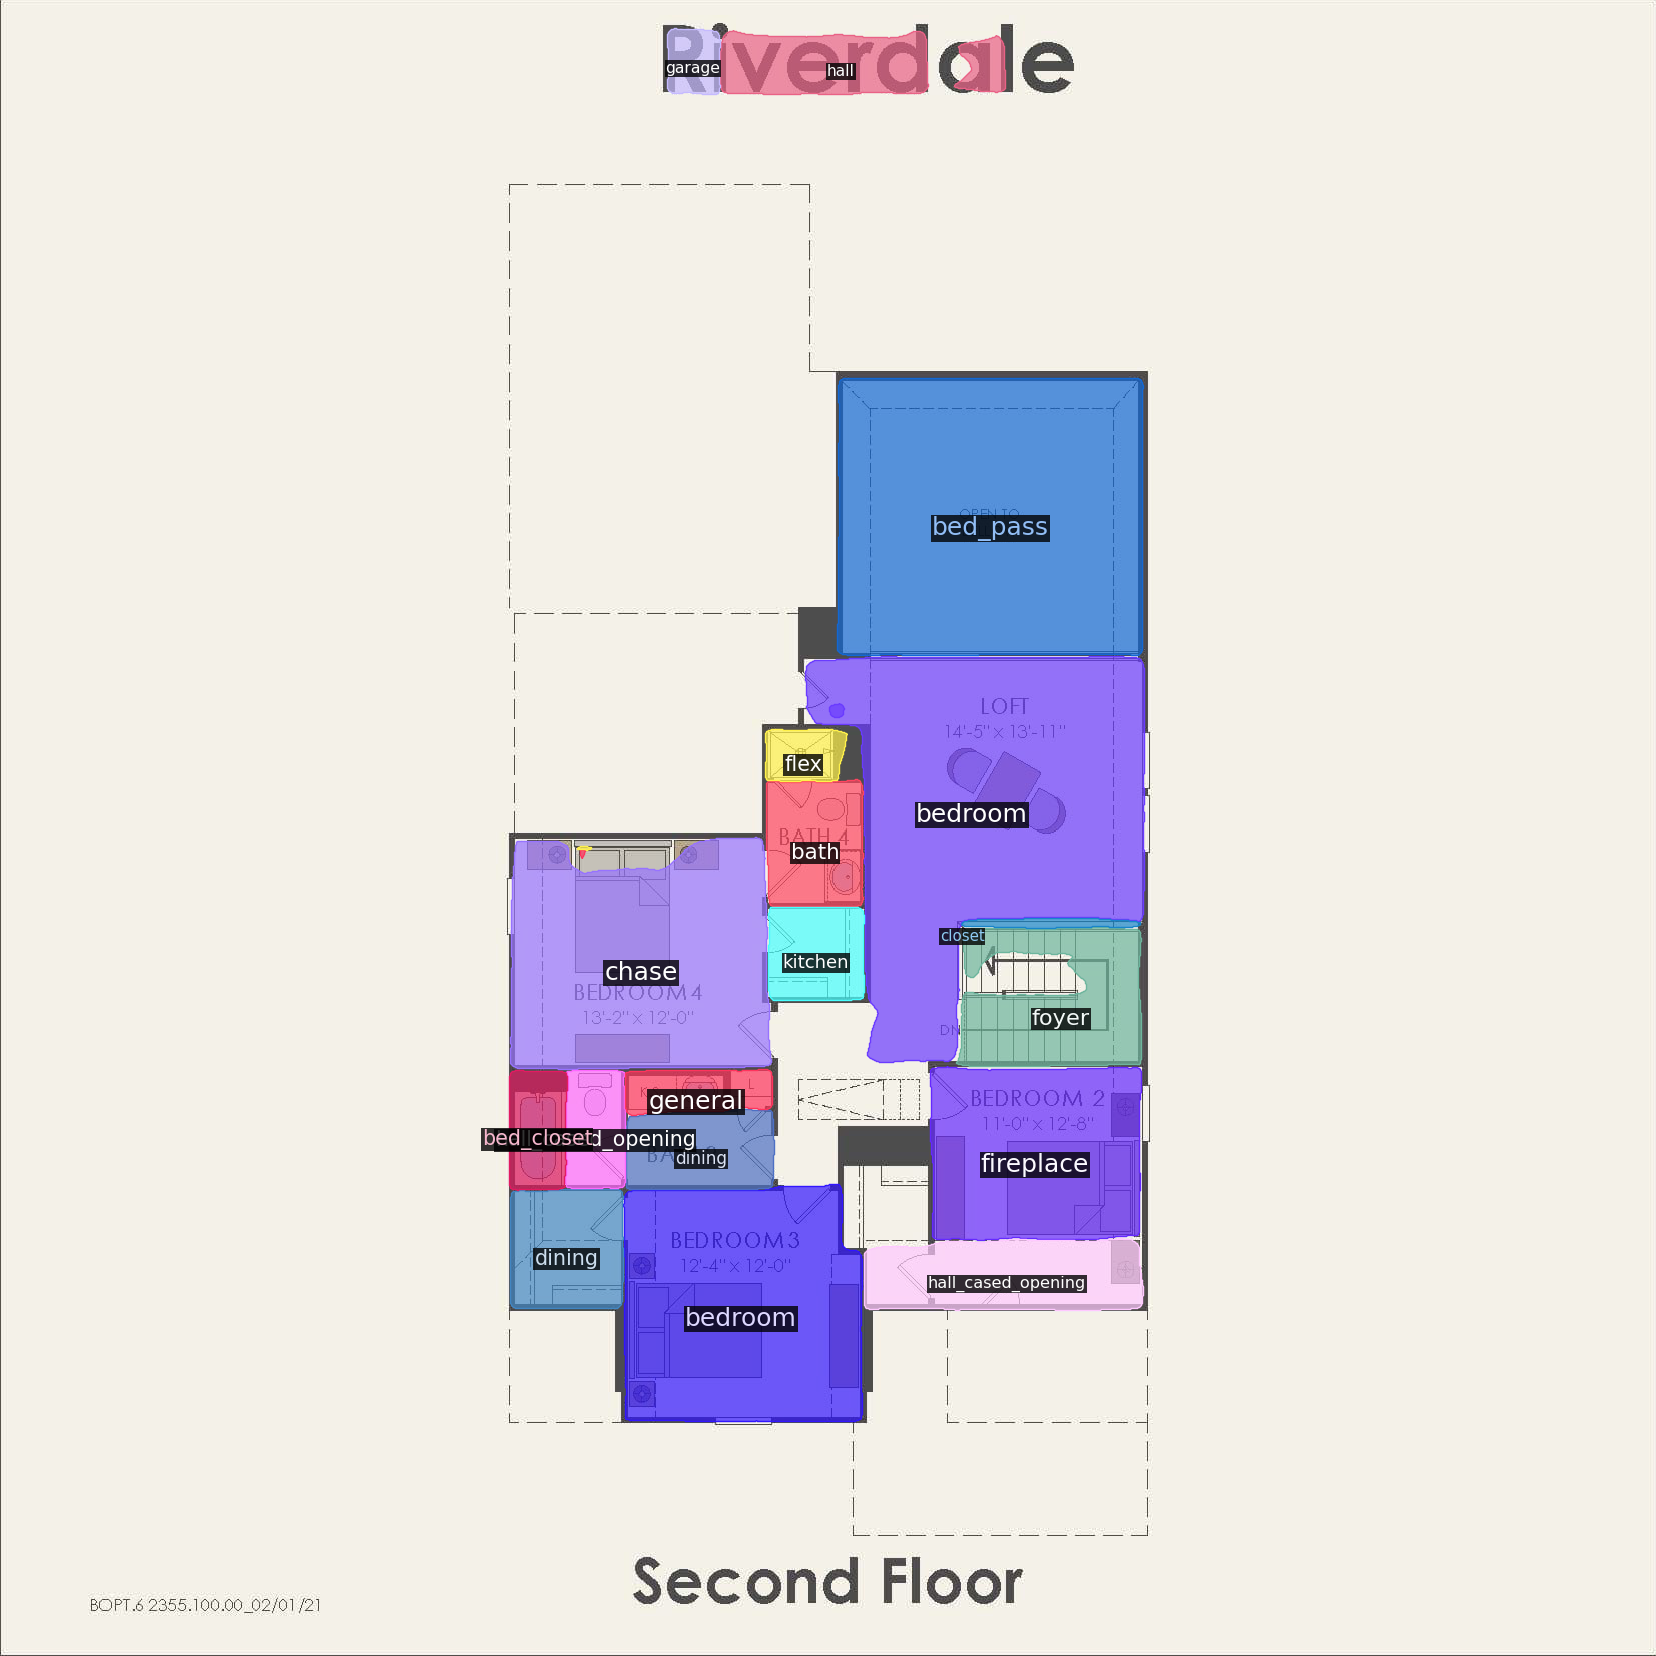 Riverdale
garage
hall
OPEN TO
bed_pass
LOFT
14'-5" x 13'-11"
flex
bedroom
BATH 4
bath
closet
kitchen
chase
BEDROOM 4
13'-2" x 12'-0"
foyer
DN
general
L
BEDROOM 2
11'-0" x 12'-8"
bed_closet
d_opening
dining
fireplace
BEDROOM 3
12'-4" x 12'-0"
dining
hall_cased_opening
bedroom
Second Floor
BOPT.6 2355.100.00_02/01/21